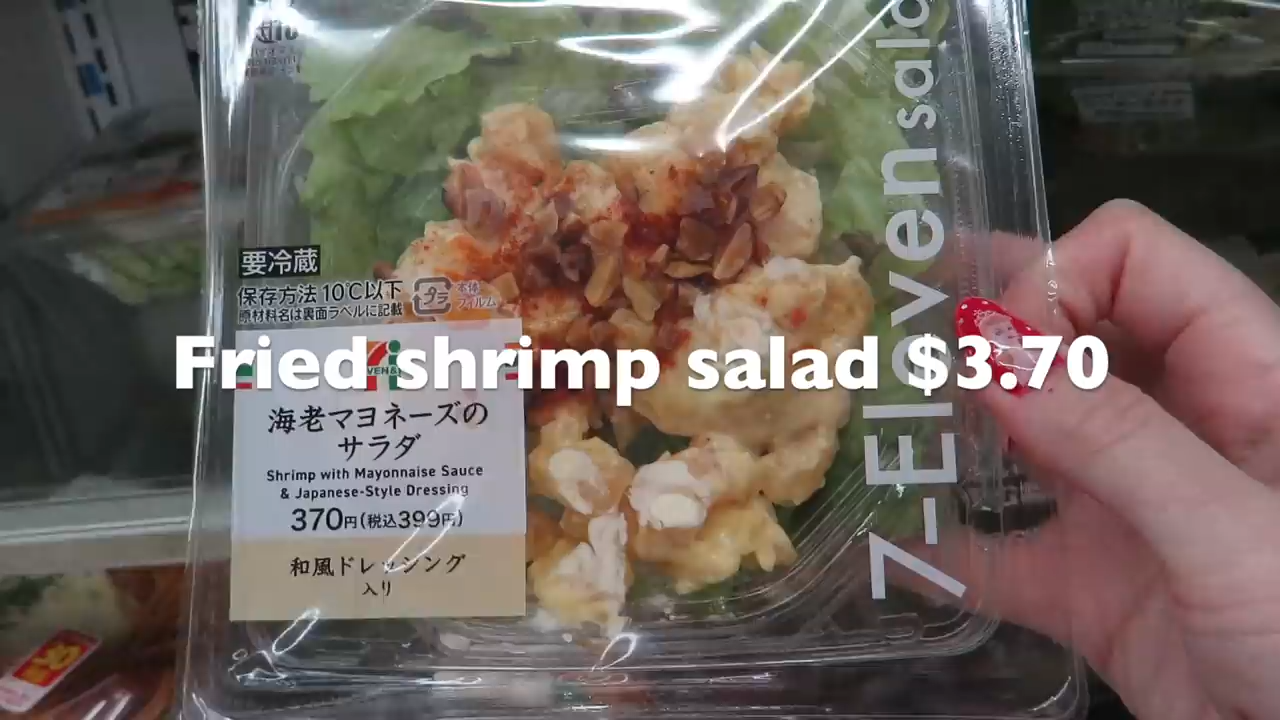 要冷蔵
保存方法 10℃以下
原材料名は裏面ラベルに記載
プラ
本体
フィルム
Fried shrimp salad $3.70
海老マヨネーズの
サラダ
Shrimp with Mayonnaise Sauce
& Japanese-Style Dressing
370円(税込399円)
和風ドレッシング
入り
7-Eleven salad